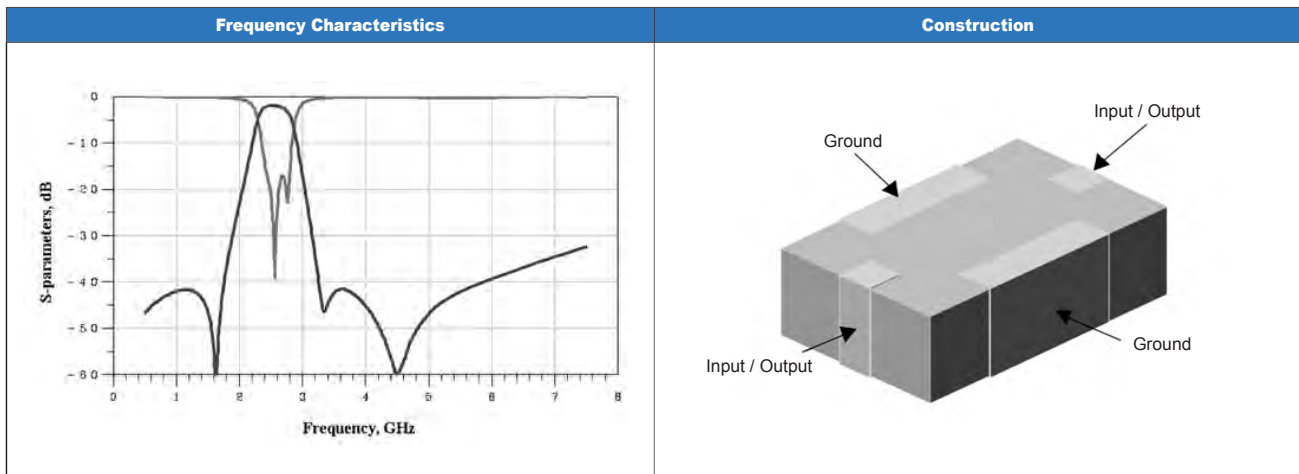 Frequency Characteristics
Construction
0
-10
-20
-30
-40
-50
-60
S-parameters, dB
0 1 2 3 4 5 6 7 8
Frequency, GHz
Input / Output
Ground
Input / Output
Ground